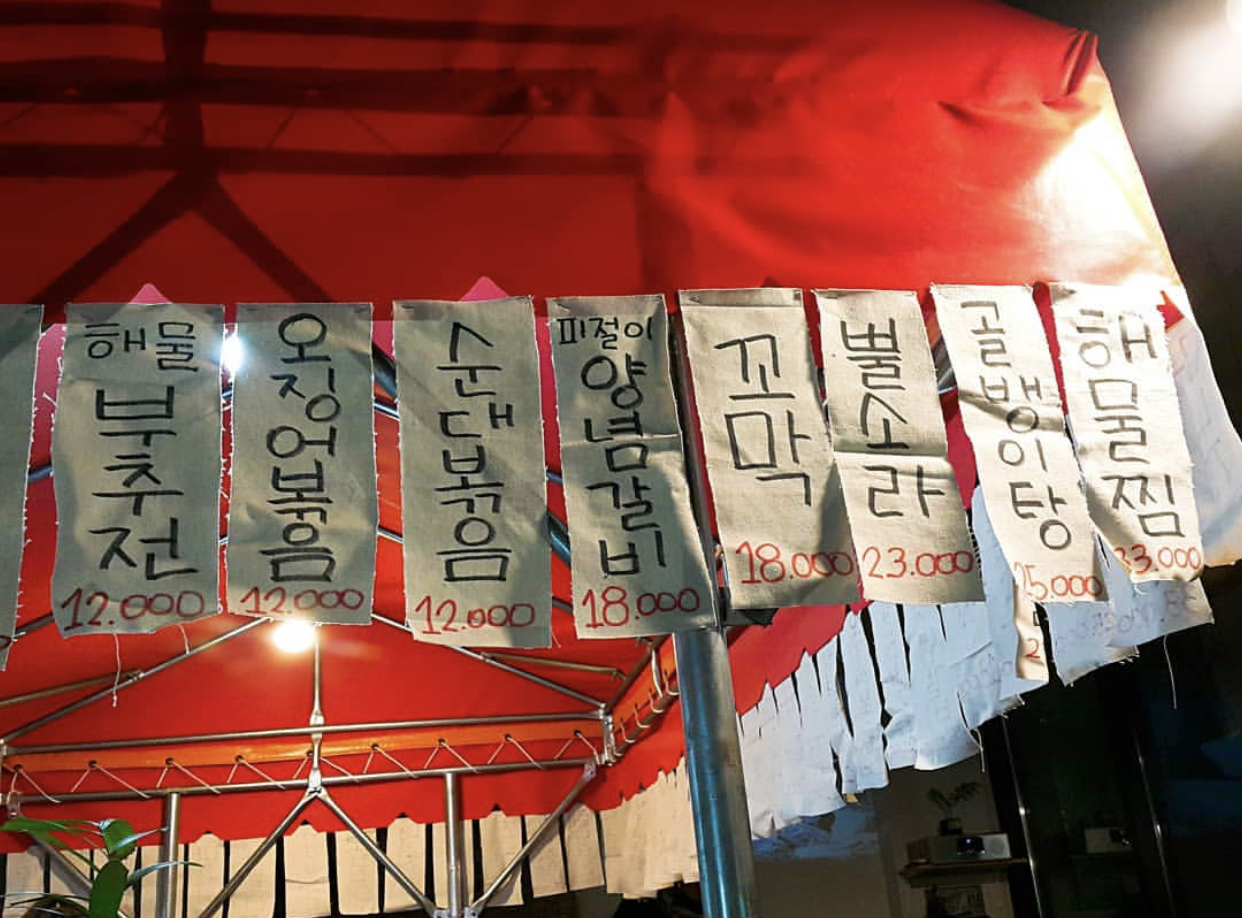 해물
부추전
12.000
오징어볶음
12.000
순대볶음
12.000
피절이
양념갈비
18.000
꼬막
18.000
뿔소라
23.000
골뱅이탕
25.000
해물찜
33.000